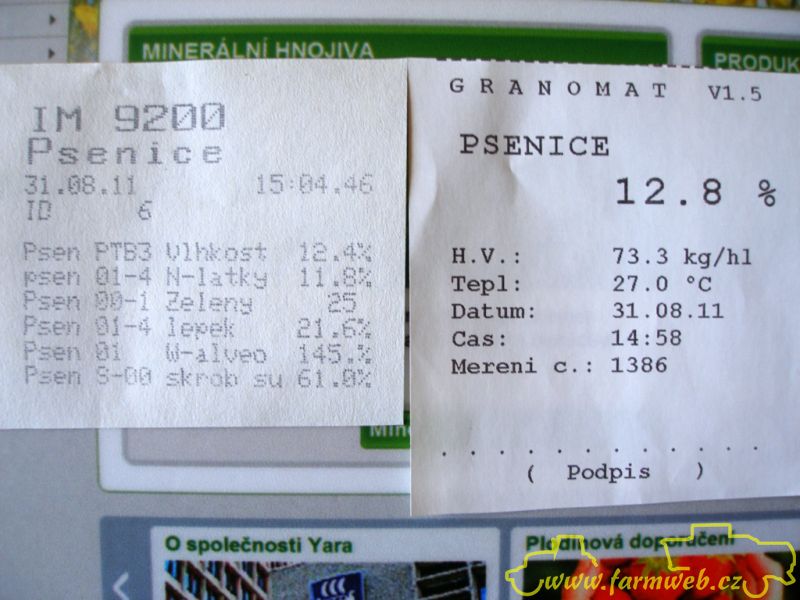 MINERÁLNÍ HNOJIVA
PRODUK
IM 9200
Psenice
31.08.11 15:04.46
ID 6
Psen PTB3 Vlhkost 12.4%
psen 01-4 N-latky 11.8%
Psen 00-1 Zeleny 25
Psen 01-4 lepek 21.6%
Psen 01 W-alveo 145.%
Psen S-00 skrob su 61.0%
GRANOMAT V1.5
PSENICE
12.8 %
H.V.: 73.3 kg/hl
Tepl: 27.0 °C
Datum: 31.08.11
Cas: 14:58
Mereni c.: 1386
. . . . . . . . . . . .
( Podpis )
O společnosti Yara
Plodinová doporučení
www.farmweb.cz